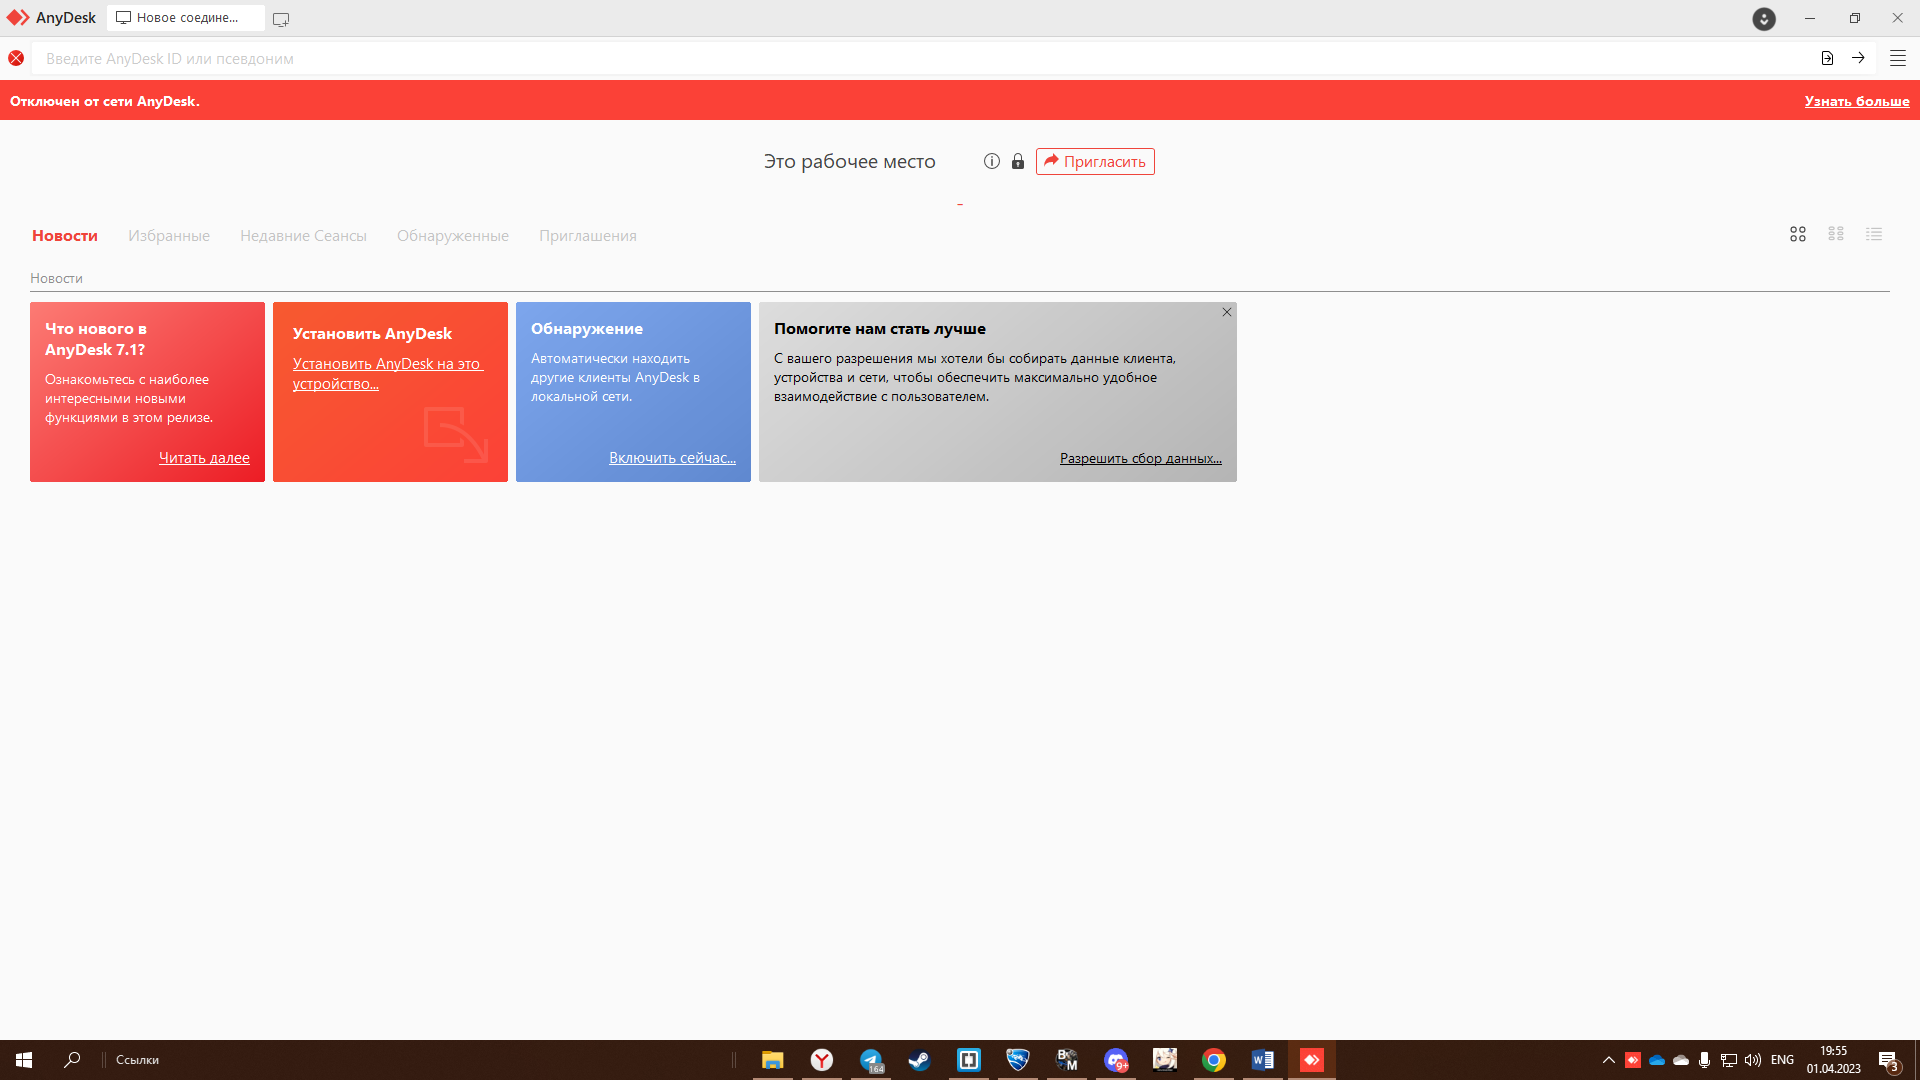 AnyDesk
Новое соедине...
Введите AnyDesk ID или псевдоним
Отключен от сети AnyDesk.
Узнать больше
Это рабочее место
Пригласить
Новости
Избранные
Недавние Сеансы
Обнаруженные
Приглашения
Новости
Что нового в
AnyDesk 7.1?
Ознакомьтесь с наиболее
интересными новыми
функциями в этом релизе.
Читать далее
Установить AnyDesk
Установить AnyDesk на это
устройство...
Обнаружение
Автоматически находить
другие клиенты AnyDesk в
локальной сети.
Включить сейчас...
Помогите нам стать лучше
С вашего разрешения мы хотели бы собирать данные клиента,
устройства и сети, чтобы обеспечить максимально удобное
взаимодействие с пользователем.
Разрешить сбор данных...
Ссылки
164
B
M
9+
ENG
19:55
01.04.2023
3